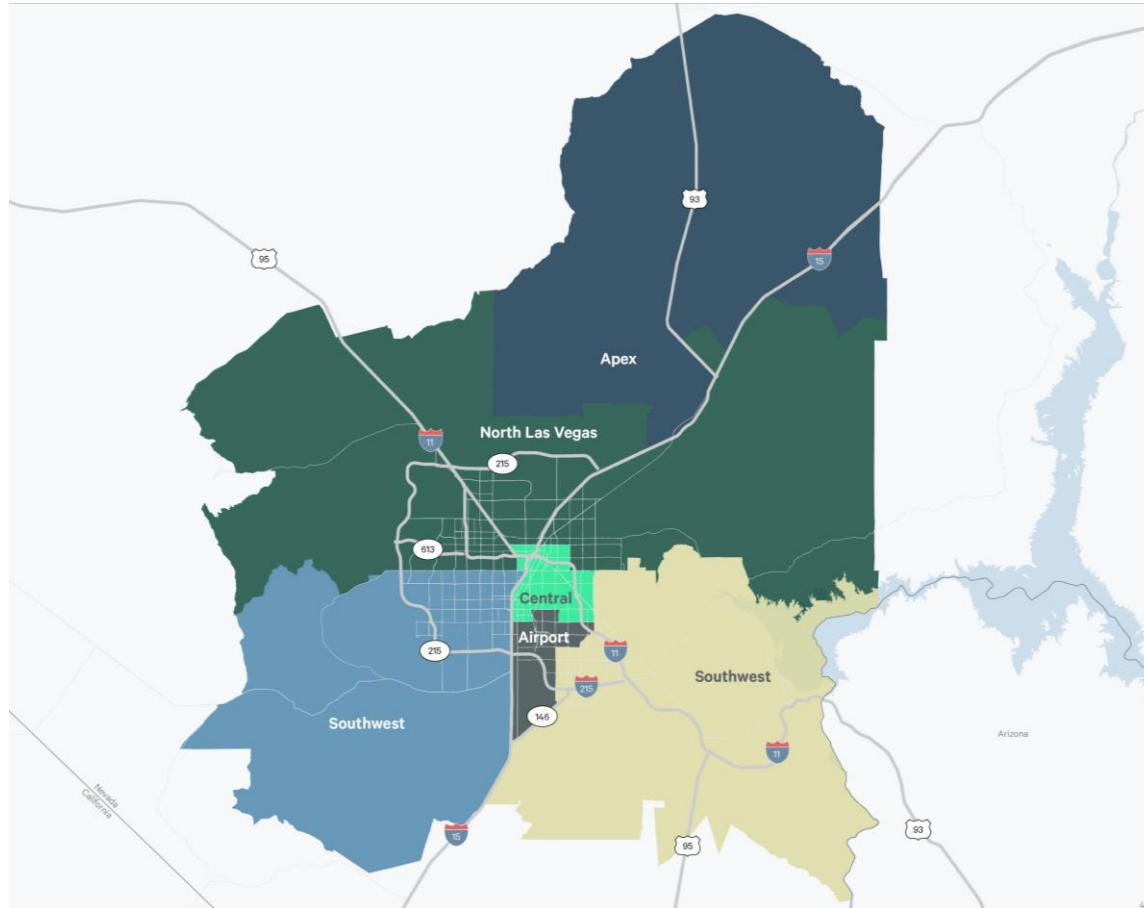 93
95
15
Apex
11
North Las Vegas
215
613
Central
Airport
215
11
Southwest
215
146
Southwest
11
Arizona
Nevada
California
15
95
93